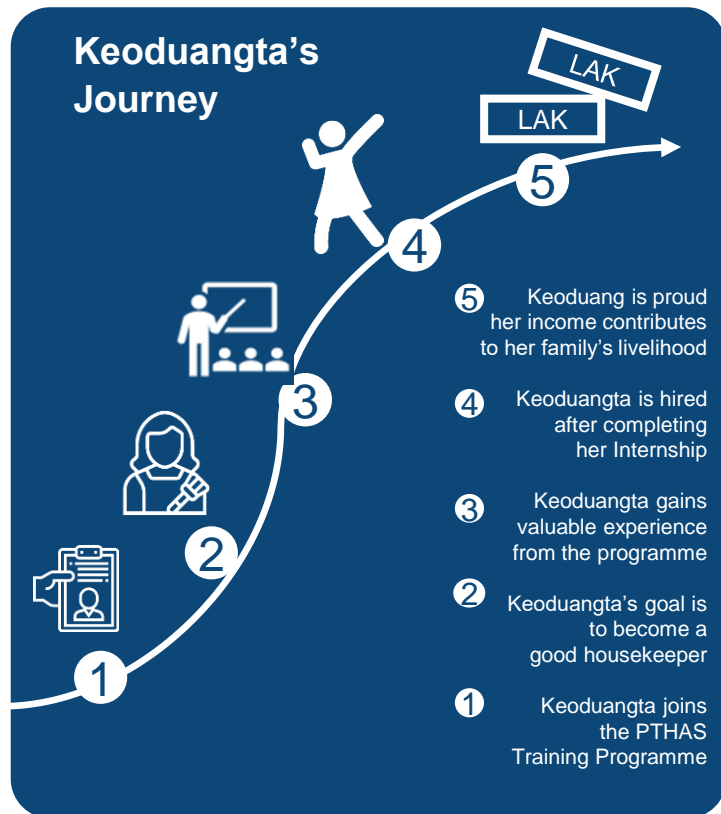 Keoduangta's
Journey
LAK
LAK
5
4
3
2
1
5 Keoduang is proud
her income contributes
to her family's livelihood
4 Keoduangta is hired
after completing
her Internship
3 Keoduangta gains
valuable experience
from the programme
2 Keoduangta's goal is
to become a
good housekeeper
1 Keoduangta joins
the PTHAS
Training Programme